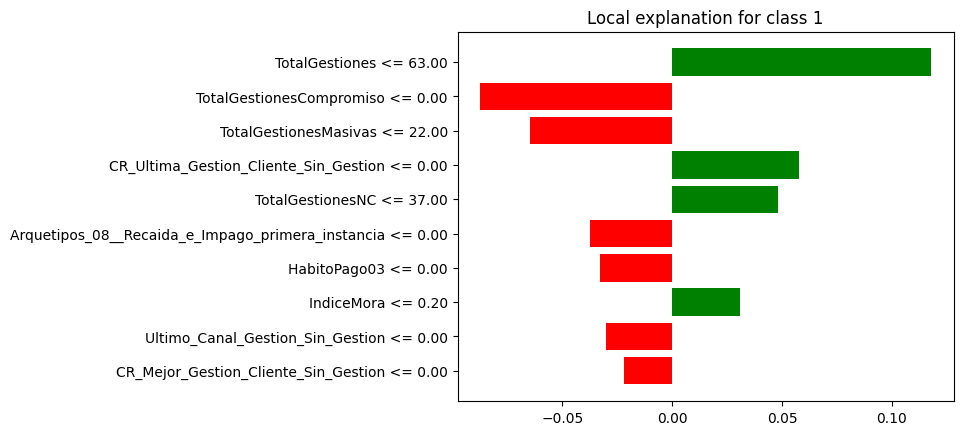 Local explanation for class 1
TotalGestiones <= 63.00
TotalGestionesCompromiso <= 0.00
TotalGestionesMasivas <= 22.00
CR_Ultima_Gestion_Cliente_Sin_Gestion <= 0.00
TotalGestionesNC <= 37.00
Arquetipos_08__Recaida_e_Impago_primera_instancia <= 0.00
HabitoPago03 <= 0.00
IndiceMora <= 0.20
Ultimo_Canal_Gestion_Sin_Gestion <= 0.00
CR_Mejor_Gestion_Cliente_Sin_Gestion <= 0.00
−0.05 0.00 0.05 0.10